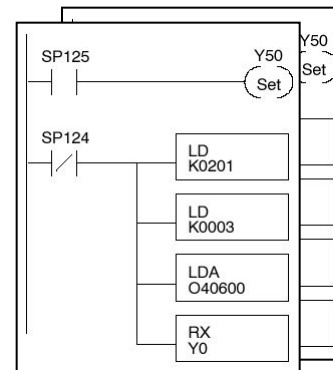 SP125
Y50
Set
Y50
Set
SP124
LD
K0201
LD
K0003
LDA
O40600
RX
Y0